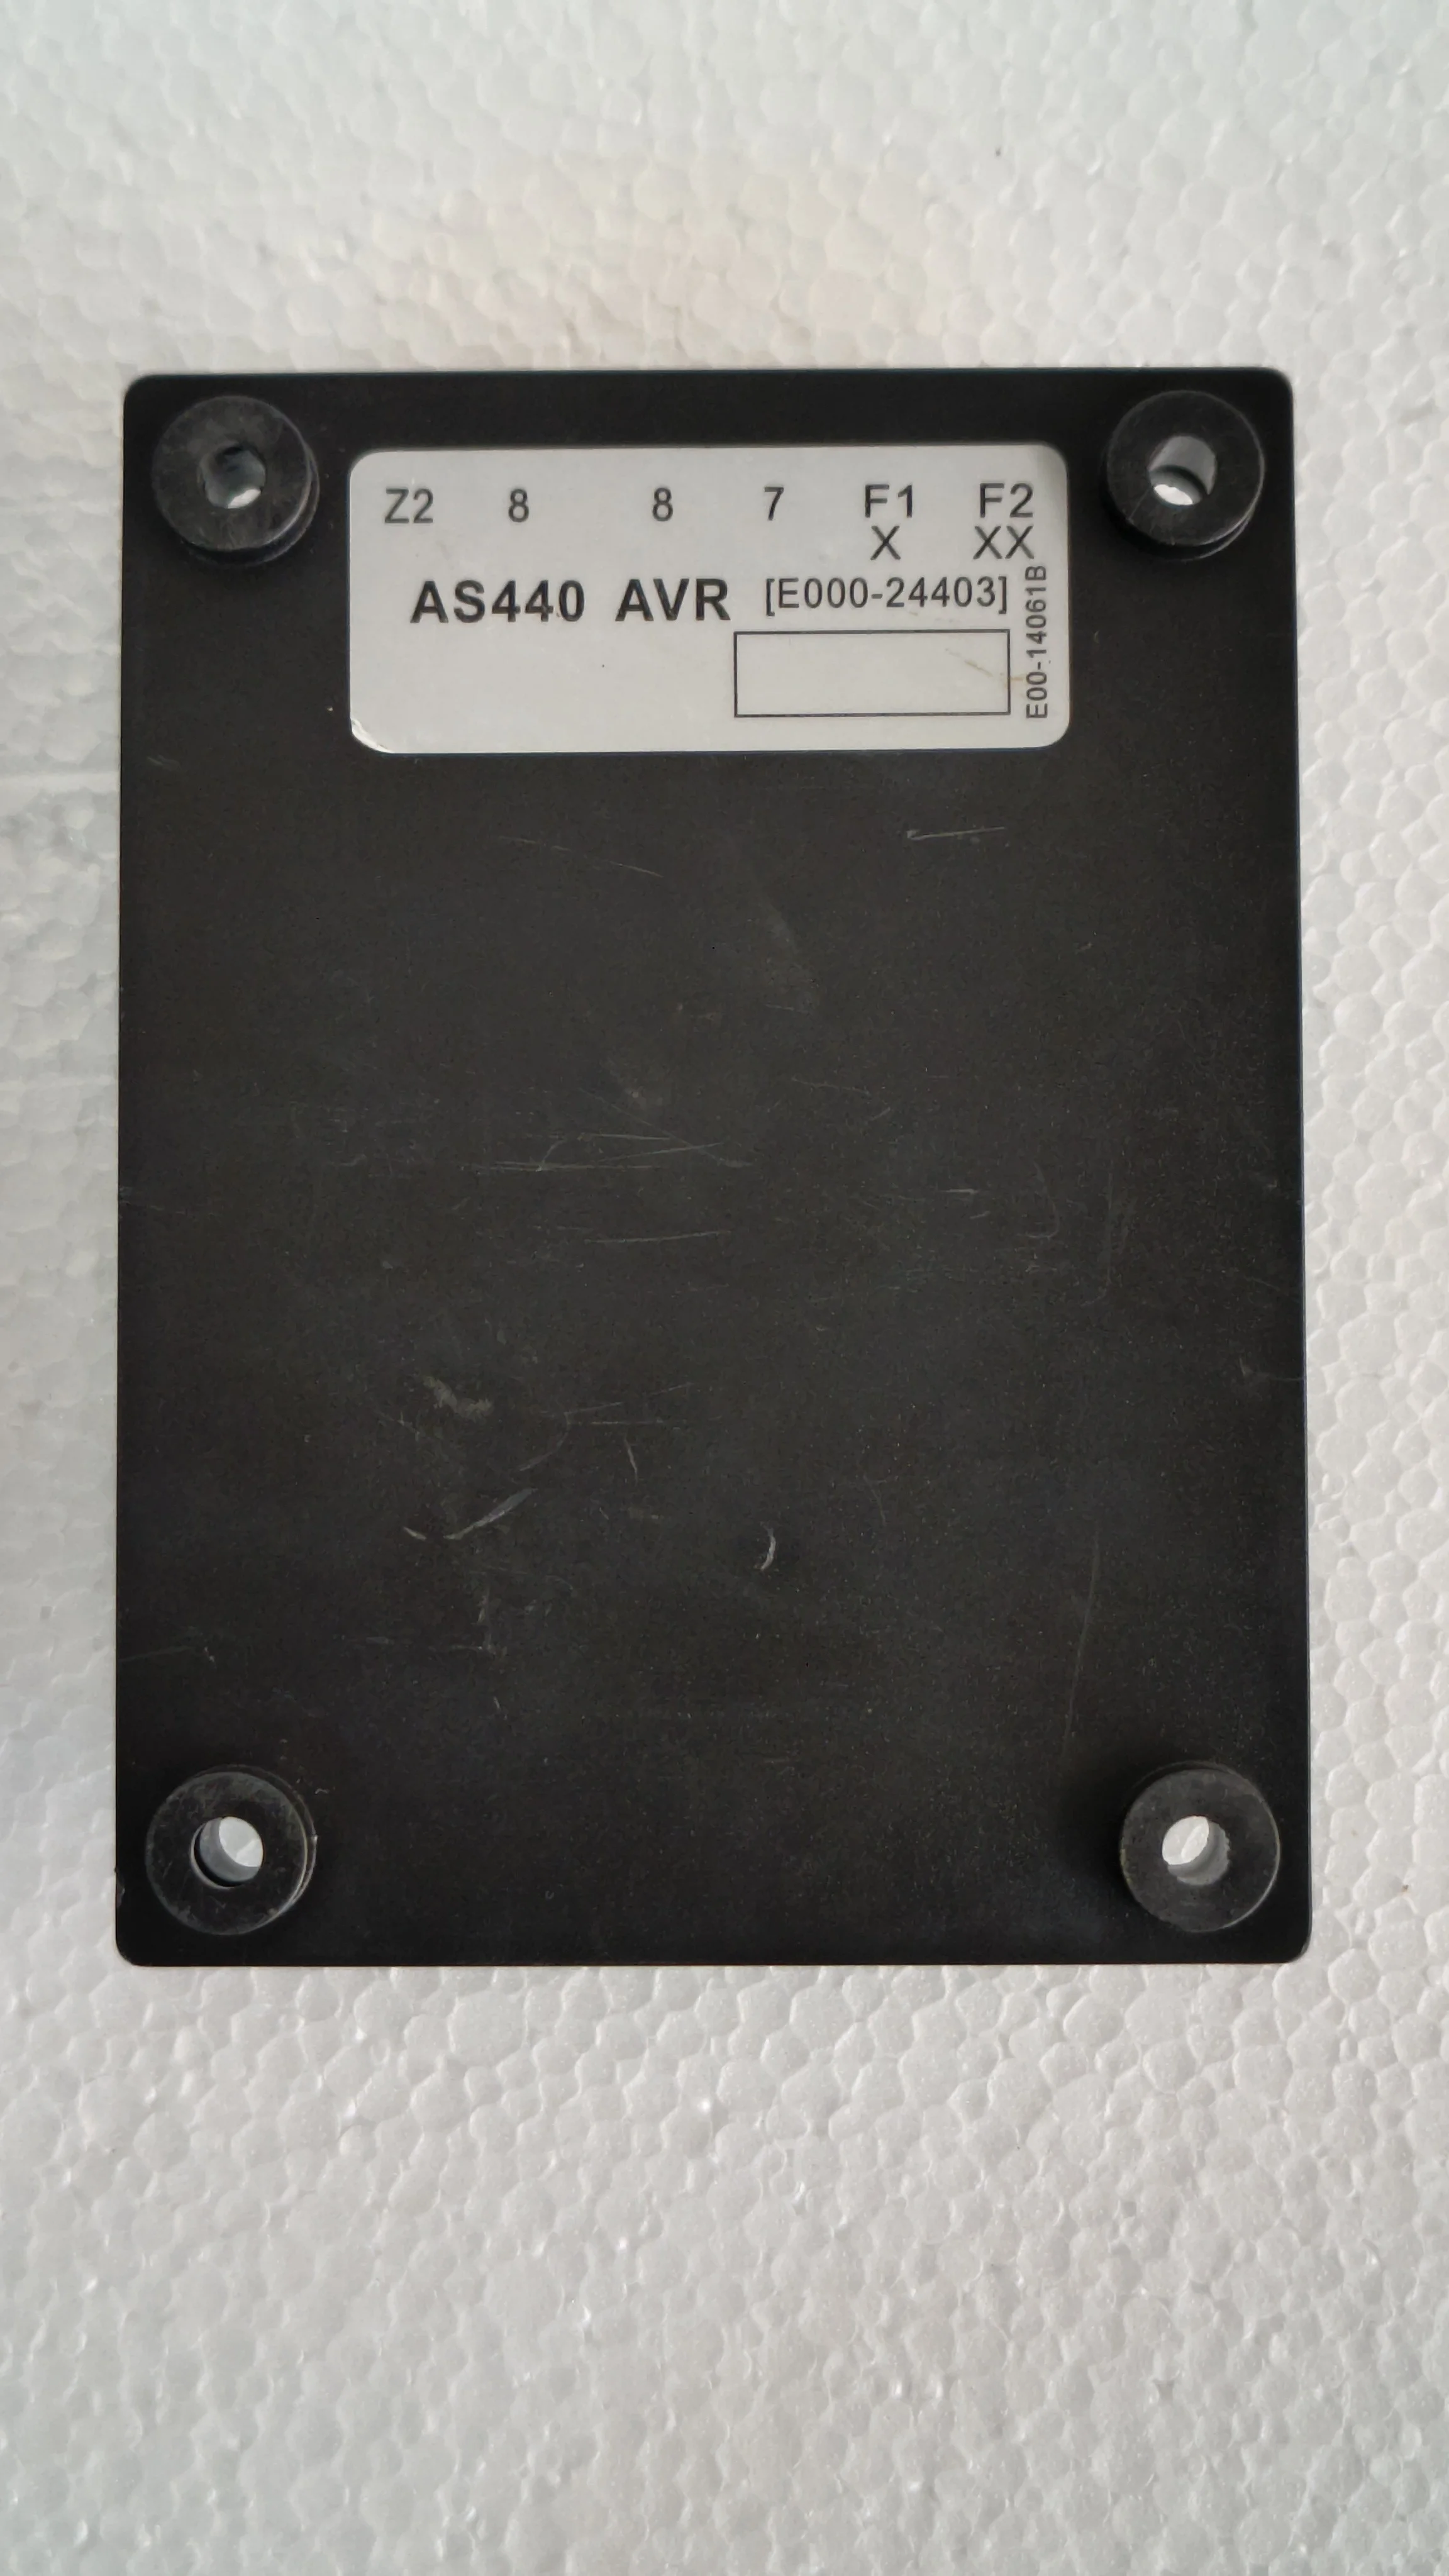 Z2 8 8 7 F1 F2
X XX
AS440 AVR [E000-24403]
E00-14061B